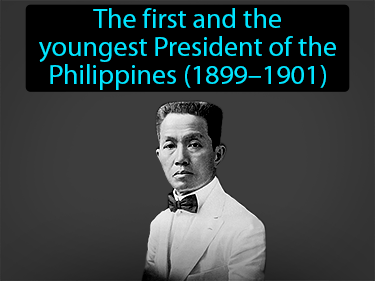 The first and the
youngest President of the
Philippines (1899–1901)